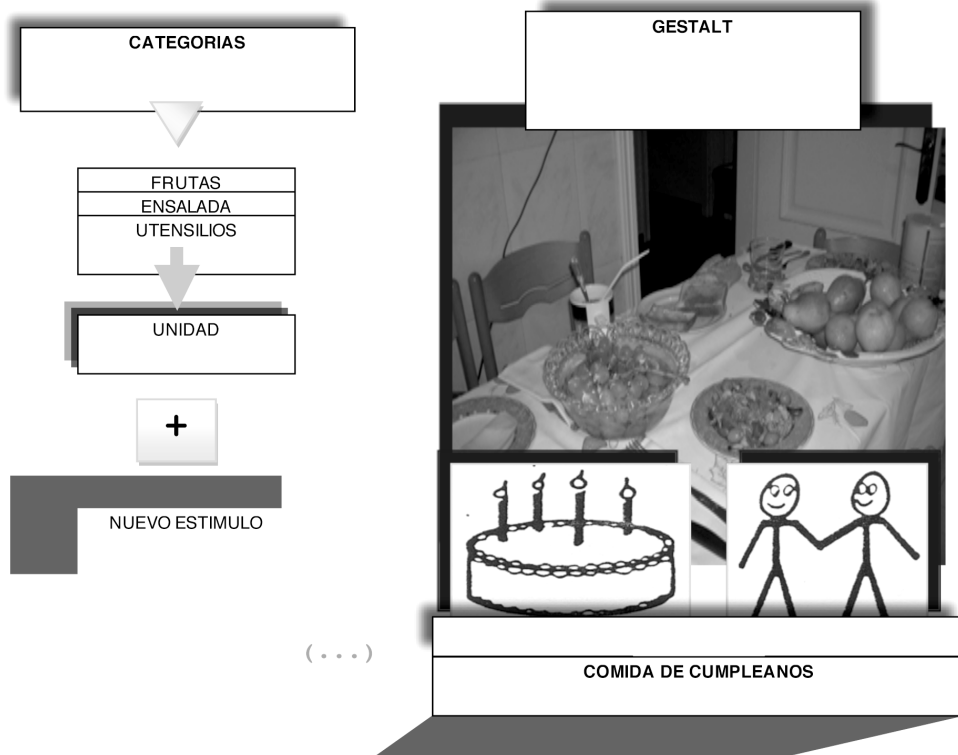 CATEGORIAS
FRUTAS
ENSALADA
UTENSILIOS
UNIDAD
+
NUEVO ESTIMULO
(...)
GESTALT
COMIDA DE CUMPLEANOS